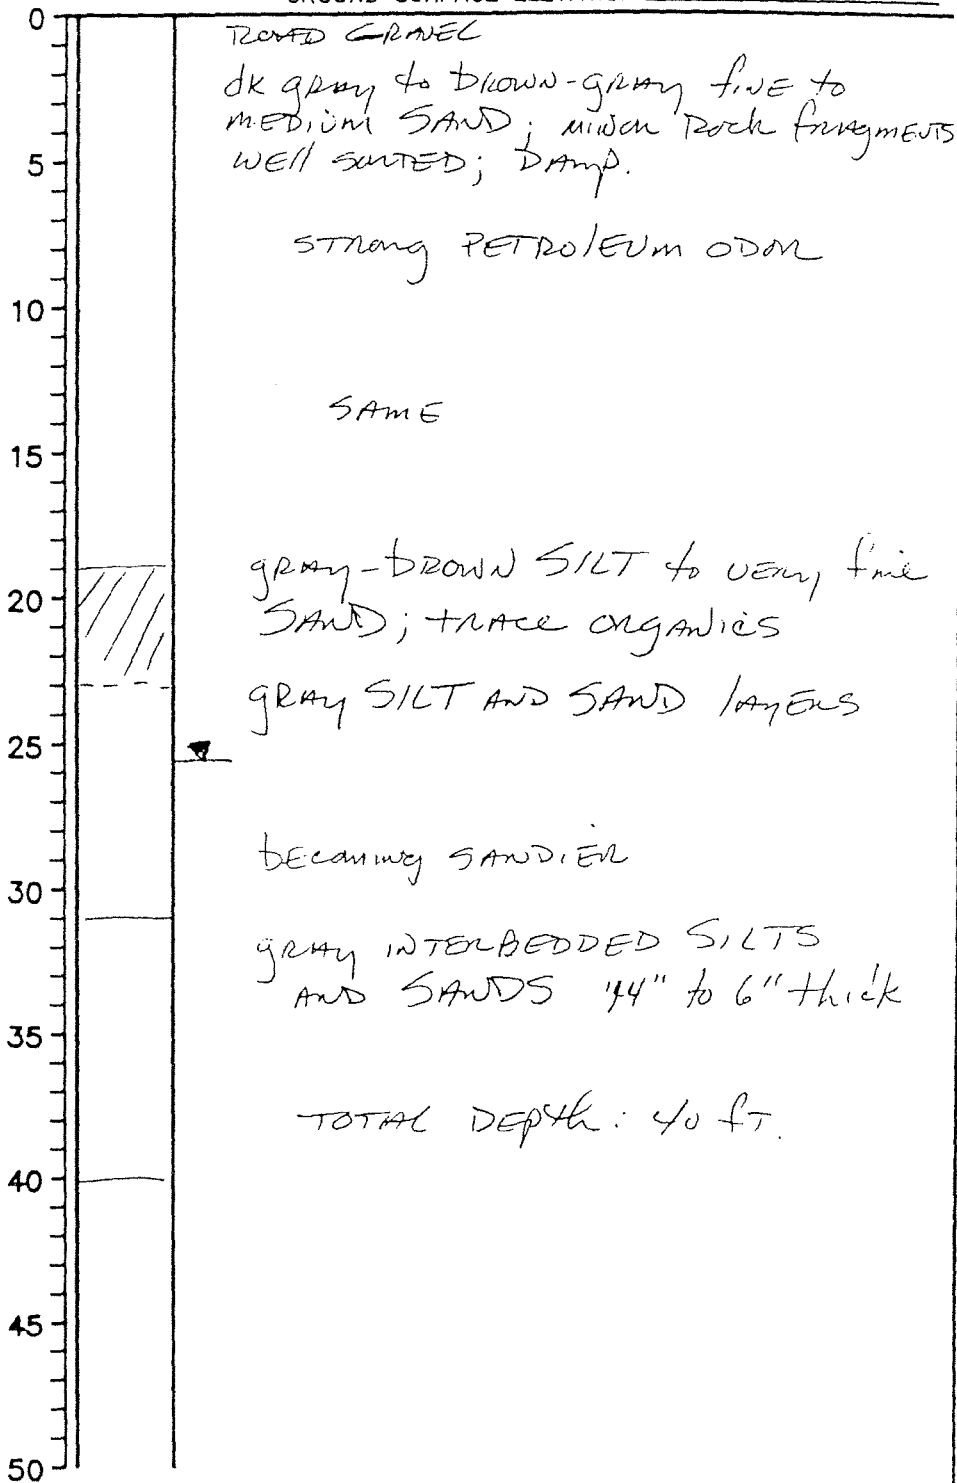 0
ROAD GRAVEL
dk gray to brown-gray fine to
MEDIUM SAND; minor Rock fragments
5
well sorted; DAMP.
strong PETROLEUM ODOR
10
SAME
15
gray-brown SILT to very fine
20
SAND; trace organics
gray SILT AND SAND layers
25
becoming SANDIER
30
gray INTERBEDDED SILTS
AND SANDS to 6" thick
35
TOTAL DEPth: 40 fT.
40
45
50